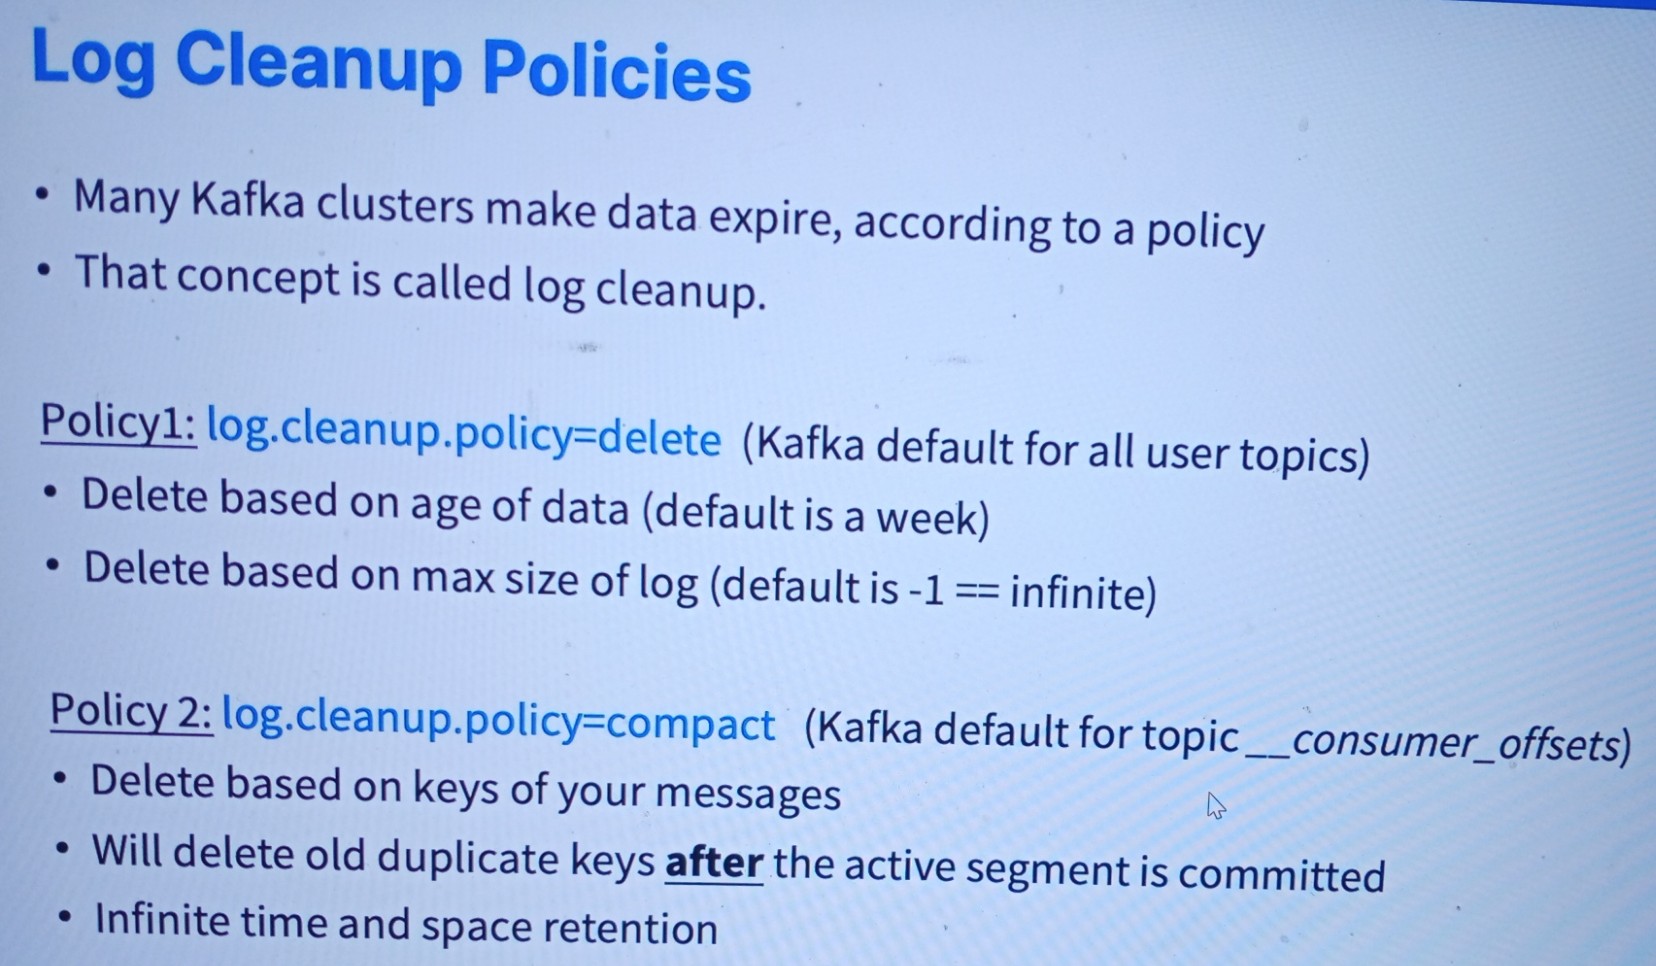 Log Cleanup Policies
• Many Kafka clusters make data expire, according to a policy
• That concept is called log cleanup.
Policy1: log.cleanup.policy=delete (Kafka default for all user topics)
• Delete based on age of data (default is a week)
• Delete based on max size of log (default is -1 == infinite)
Policy 2: log.cleanup.policy=compact (Kafka default for topic __consumer_offsets)
• Delete based on keys of your messages
• Will delete old duplicate keys after the active segment is committed
• Infinite time and space retention